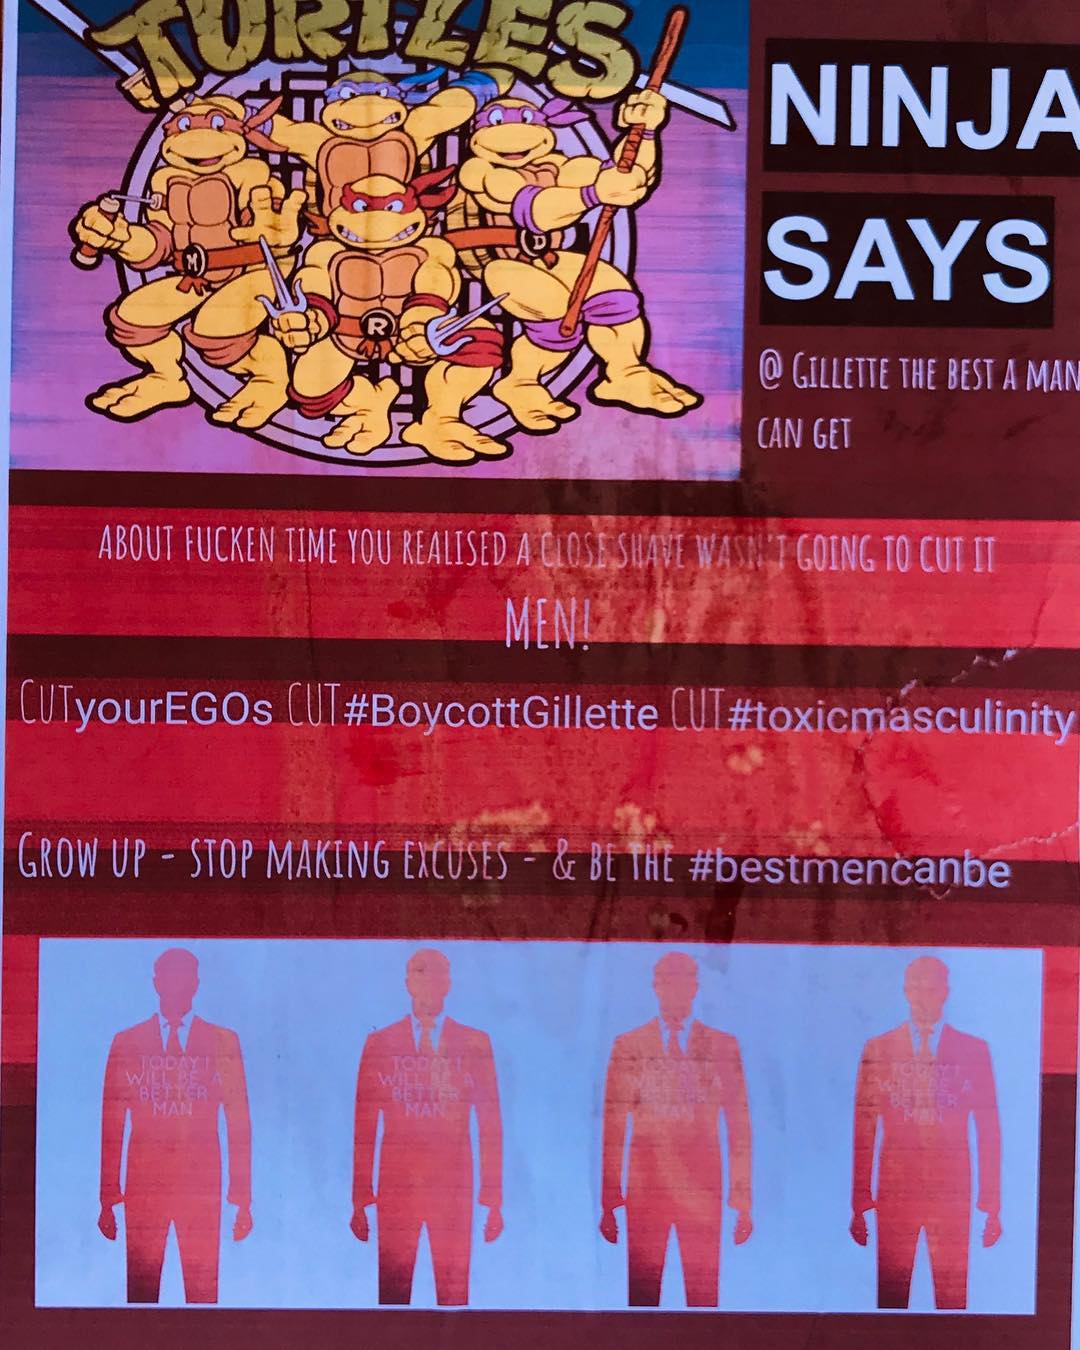 TURTLES
NINJA
SAYS
@ GILLETTE THE BEST A MAN
CAN GET
M
D
R
ABOUT FUCKEN TIME YOU REALISED A CLOSE SHAVE WASN'T GOING TO CUT IT
MEN!
CUTyourEGOs CUT#BoycottGillette CUT#toxicmasculinity
GROW UP - STOP MAKING EXCUSES - & BE THE #bestmencanbe
TODAY I
WILL BE A
BETTER
MAN
TODAY I
WILL BE A
BETTER
MAN
TODAY I
WILL BE A
BETTER
MAN
TODAY I
WILL BE A
BETTER
MAN